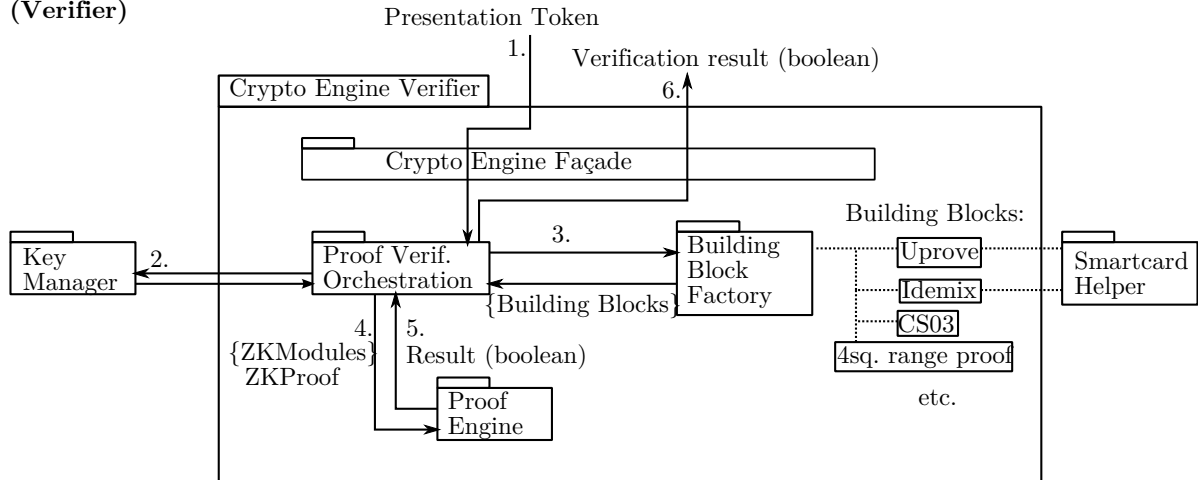 (Verifier)
Presentation Token
1.
Verification result (boolean)
6.
Crypto Engine Verifier
Crypto Engine Façade
Building Blocks:
Key
Manager
2.
Proof Verif.
Orchestration
3.
{Building Blocks}
Building
Block
Factory
Uprove
Idemix
CS03
4sq. range proof
etc.
Smartcard
Helper
4.
{ZKModules}
ZKProof
5.
Result (boolean)
Proof
Engine